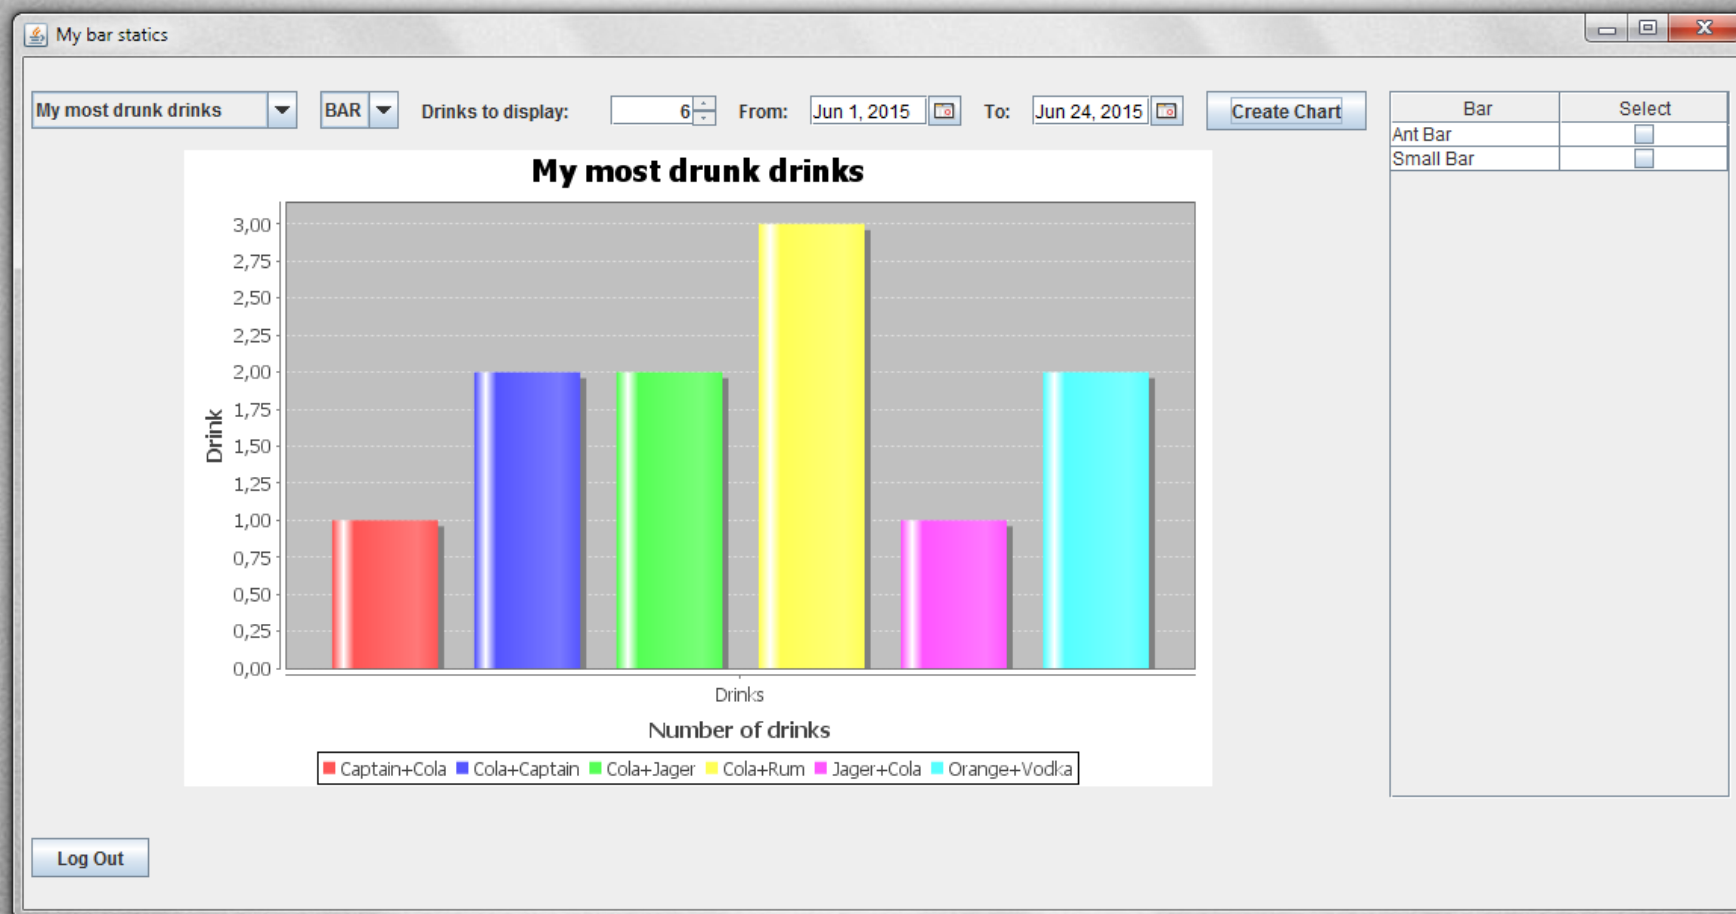 My bar statics
My most drunk drinks BAR Drinks to display: 6 From: Jun 1, 2015 To: Jun 24, 2015 Create Chart
Bar Select
Ant Bar
Small Bar
My most drunk drinks
3,00
2,75
2,50
2,25
2,00
1,75
1,50
1,25
1,00
0,75
0,50
0,25
0,00
Drink
Drinks
Number of drinks
Captain+Cola Cola+Captain Cola+Jager Cola+Rum Jager+Cola Orange+Vodka
Log Out